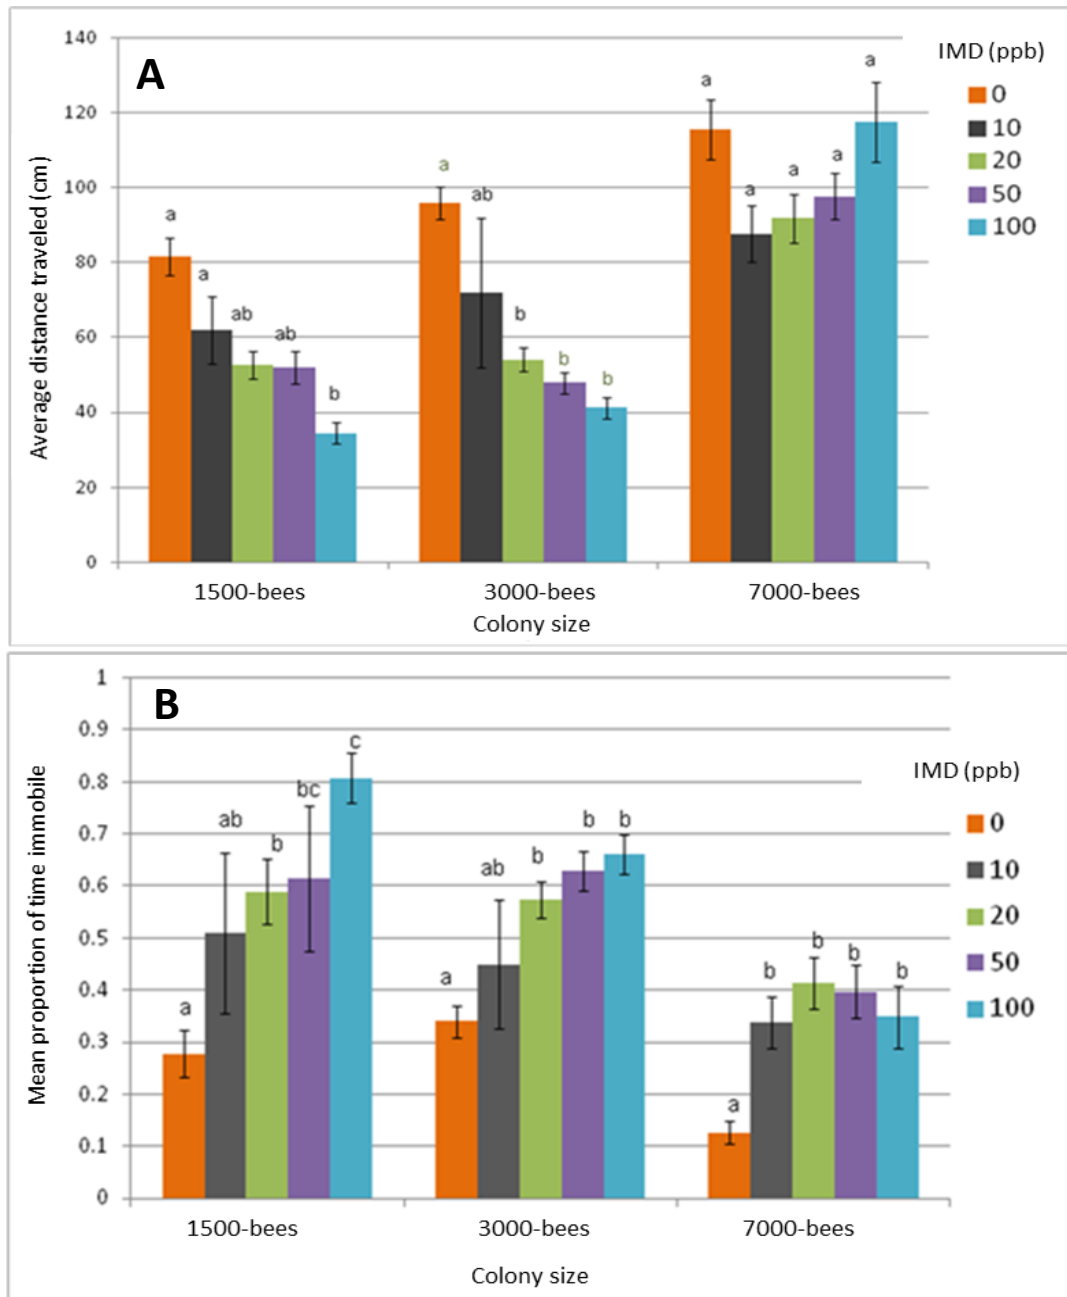 A
IMD (ppb)
0
10
20
50
100
Average distance traveled (cm)
140
120
100
80
60
40
20
0
a
a
ab
ab
b
a
ab
b
b
b
a
a
a
a
a
1500-bees 3000-bees 7000-bees
Colony size
B
IMD (ppb)
0
10
20
50
100
Mean proportion of time immobile
1
0.9
0.8
0.7
0.6
0.5
0.4
0.3
0.2
0.1
0
a
ab
b
bc
c
a
ab
b
b
b
a
b
b
b
b
1500-bees 3000-bees 7000-bees
Colony size